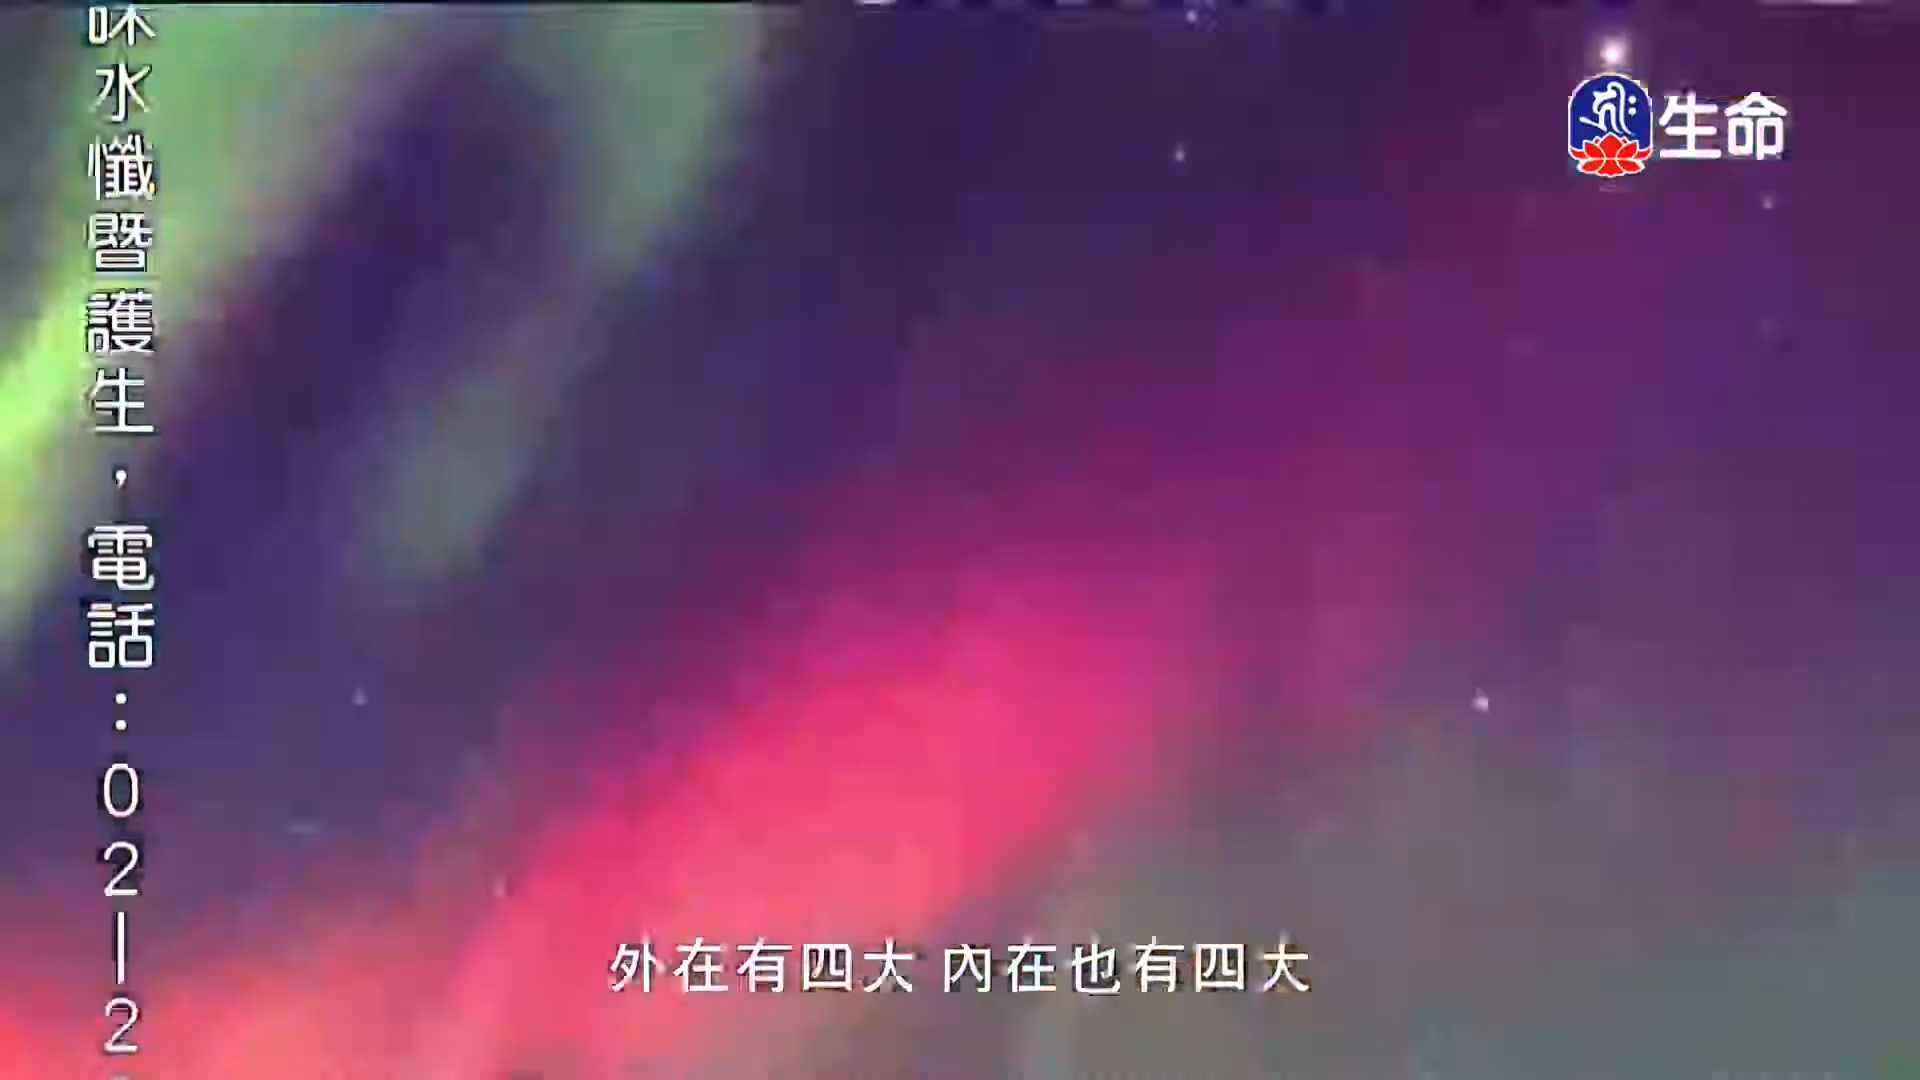 生命
昧水懺暨護生，電話：02—2
外在有四大 內在也有四大